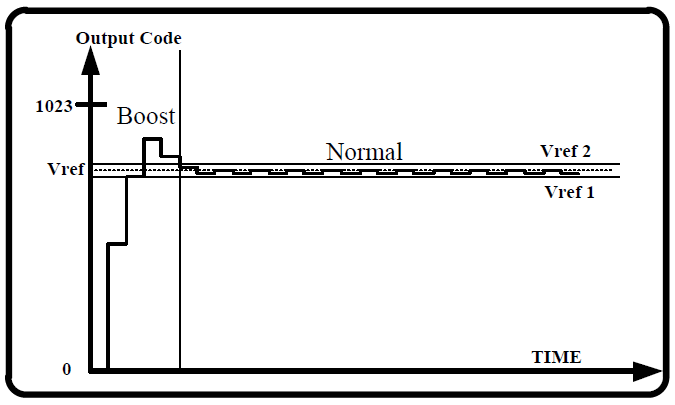 Output Code
1023
Boost
Normal
Vref 2
Vref
Vref 1
TIME
0